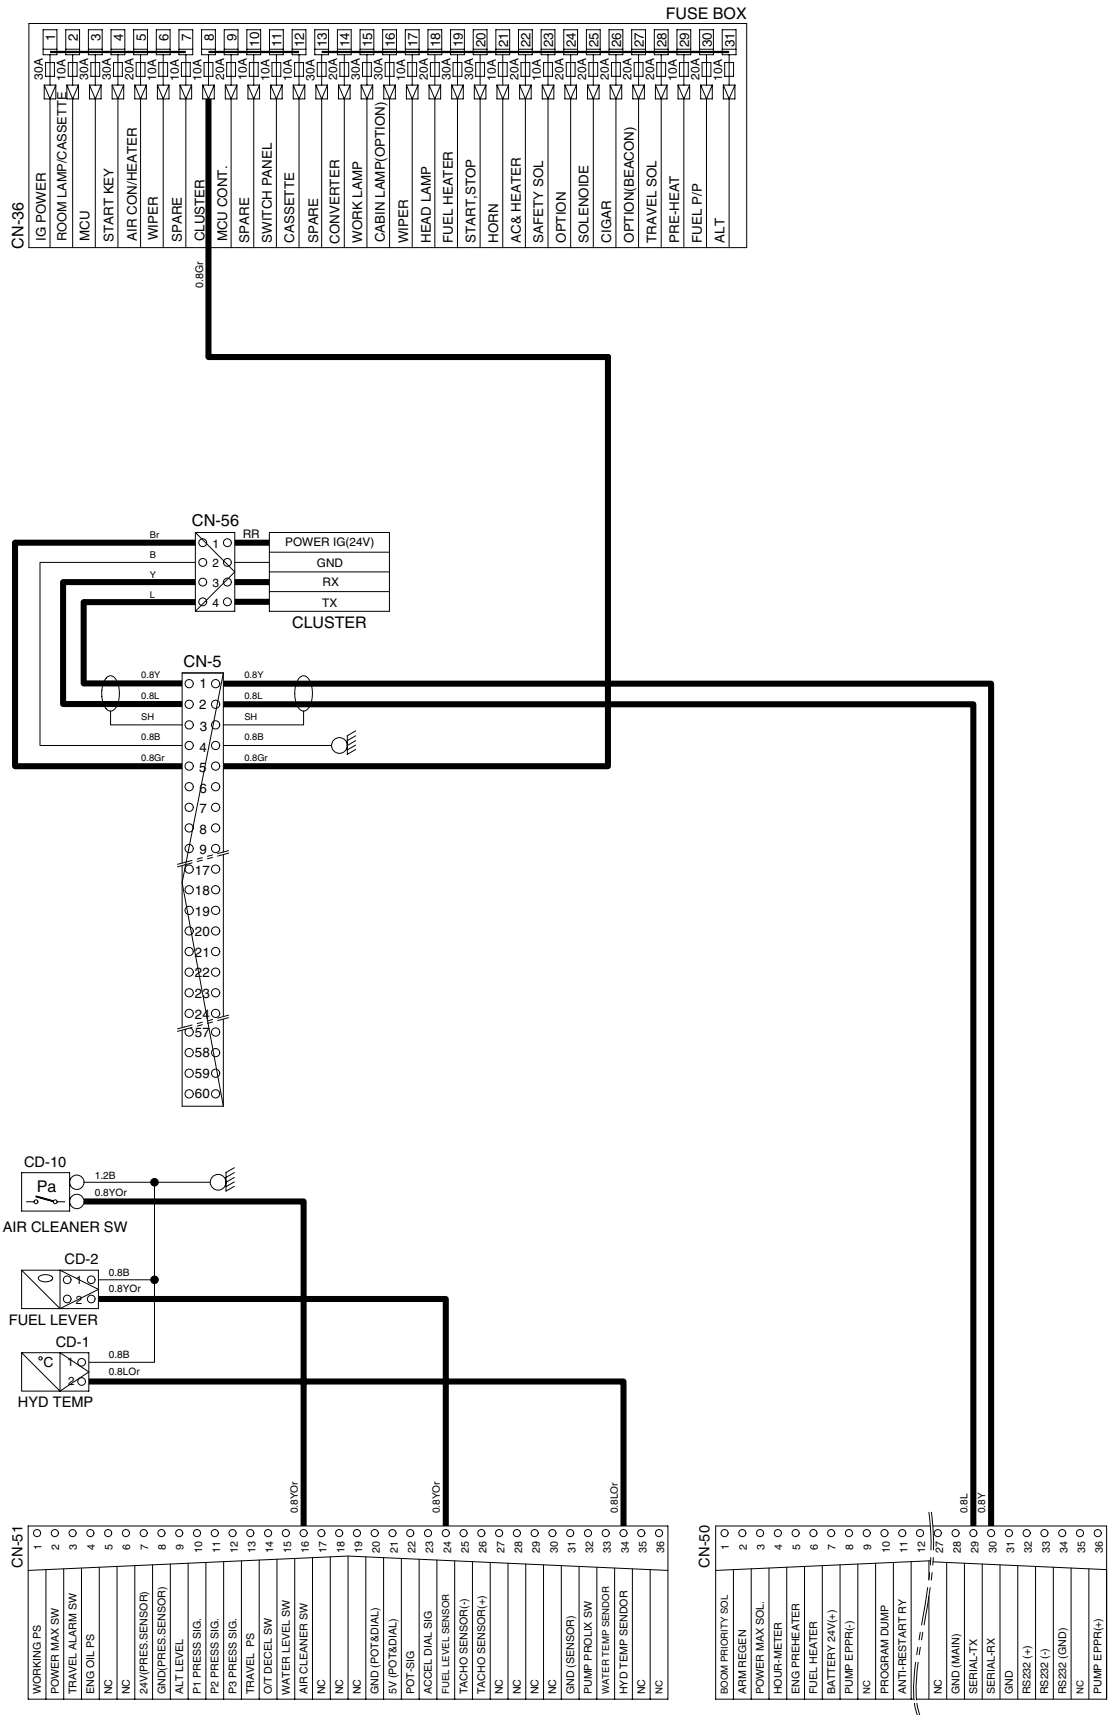 FUSE BOX
1 2 3 4 5 6 7 8 9 10 11 12 13 14 15 16 17 18 19 20 21 22 23 24 25 26 27 28 29 30 31
30A 10A 30A 30A 20A 10A 10A 10A 20A 10A 10A 10A 30A 20A 20A 30A 10A 10A 30A 10A 10A 20A 10A 20A 20A 20A 20A 10A 10A 20A 10A
CN-36
IG POWER
ROOM LAMP/CASSETTE
MCU
START KEY
AIR CON/HEATER
WIPER
SPARE
CLUSTER
MCU CONT.
SPARE
SWITCH PANEL
CASSETTE
SPARE
CONVERTER
WORK LAMP
CABIN LAMP(OPTION)
WIPER
HEAD LAMP
FUEL HEATER
START,STOP
HORN
AC& HEATER
SAFETY SOL
OPTION
SOLENOIDE
CIGAR
OPTION(BEACON)
TRAVEL SOL
PRE-HEAT
FUEL P/P
ALT
0.8Gr
CN-56
Br 1 RR POWER IG(24V)
B 2 GND
Y 3 RX
L 4 TX
CLUSTER
CN-5
0.8Y 1 0.8Y
0.8L 2 0.8L
SH 3 SH
0.8B 4 0.8B
0.8Gr 5 0.8Gr
6
7
8
9
17
18
19
20
21
22
23
24
57
58
59
60
CD-10
Pa
1.2B
0.8YOr
AIR CLEANER SW
CD-2
1 0.8B
2 0.8YOr
FUEL LEVER
CD-1
°C
1 0.8B
2 0.8LOr
HYD TEMP
0.8YOr
0.8YOr
0.8LOr
0.8L
0.8Y
CN-51
1 2 3 4 5 6 7 8 9 10 11 12 13 14 15 16 17 18 19 20 21 22 23 24 25 26 27 28 29 30 31 32 33 34 35 36
WORKING PS
POWER MAX SW
TRAVEL ALARM SW
ENG OIL PS
NC
NC
24V(PRES.SENSOR)
GND(PRES.SENSOR)
ALT LEVEL
P1 PRESS SIG.
P2 PRESS SIG.
P3 PRESS SIG.
TRAVEL PS
O/T DECEL SW
WATER LEVEL SW
AIR CLEANER SW
NC
NC
NC
GND (POT&DIAL)
5V (POT&DIAL)
POT-SIG
ACCEL DIAL SIG
FUEL LEVEL SENSOR
TACHO SENSOR(-)
TACHO SENSOR(+)
NC
NC
NC
NC
GND (SENSOR)
PUMP PROLIX SW
WATER TEMP SENDOR
HYD TEMP SENDOR
NC
NC
CN-50
1 2 3 4 5 6 7 8 9 10 11 12 27 28 29 30 31 32 33 34 35 36
BOOM PRIORITY SOL
ARM REGEN
POWER MAX SOL.
HOUR-METER
ENG PREHEATER
FUEL HEATER
BATTERY 24V(+)
PUMP EPPR(-)
NC
PROGRAM DUMP
ANTI-RESTART RY
NC
GND (MAIN)
SERIAL-TX
SERIAL-RX
GND
RS232 (+)
RS232 (-)
RS232 (GND)
NC
PUMP EPPR(+)